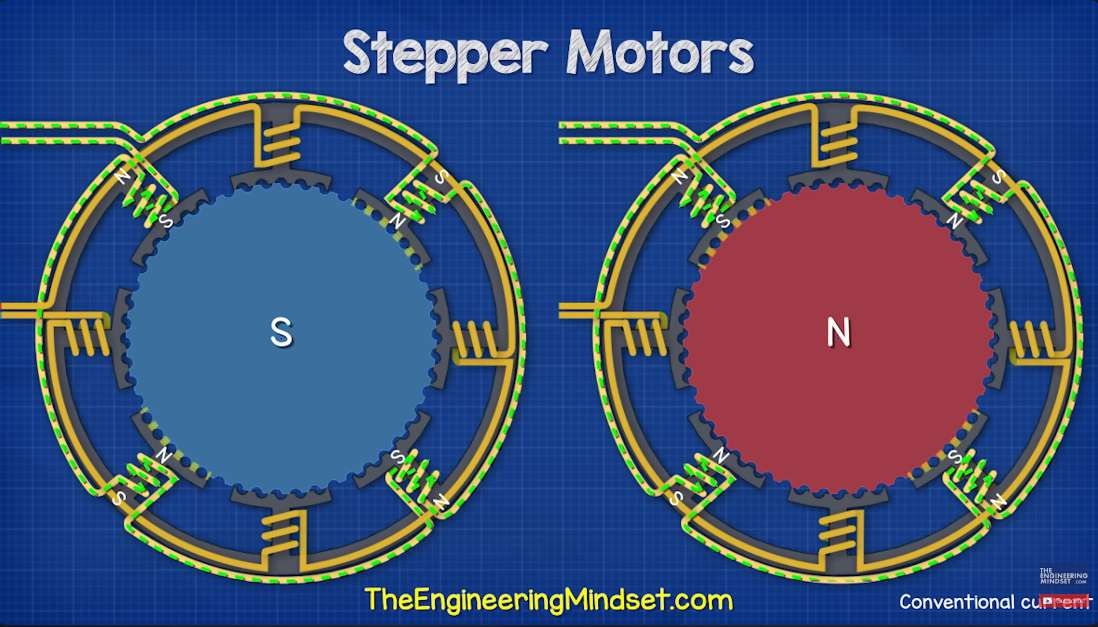 Stepper Motors
N
S
S
N
S
N
S
S
N
N
S
N
S
S
N
N
N
S
S
N
TheEngineeringMindset.com
THE
ENGINEERING
MINDSET .COM
Conventional current